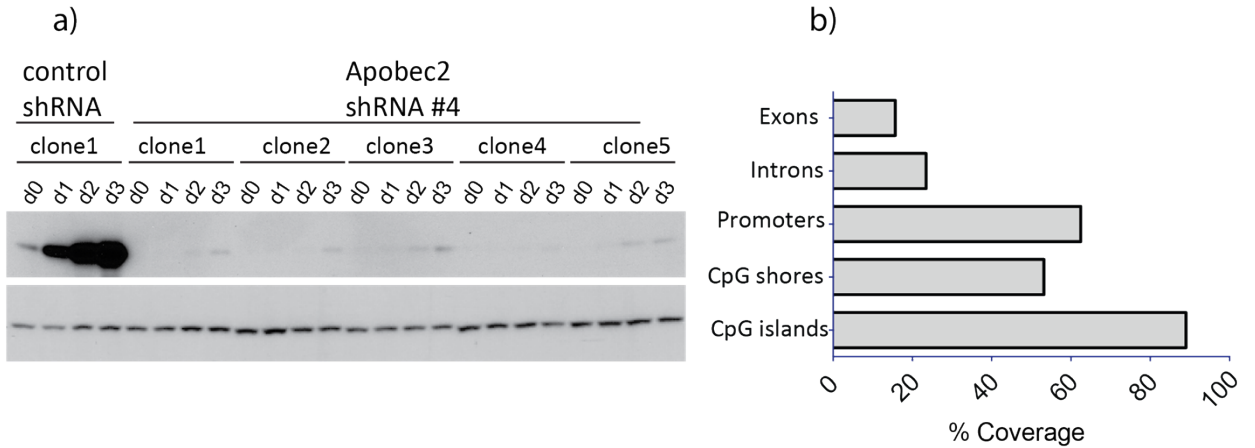 a)
control
shRNA
Apobec2
shRNA #4
clone1 clone1 clone2 clone3 clone4 clone5
d0 d1 d2 d3 d0 d1 d2 d3 d0 d1 d2 d3 d0 d1 d2 d3 d0 d1 d2 d3 d0 d1 d2 d3
b)
Exons
Introns
Promoters
CpG shores
CpG islands
0 20 40 60 80 100
% Coverage